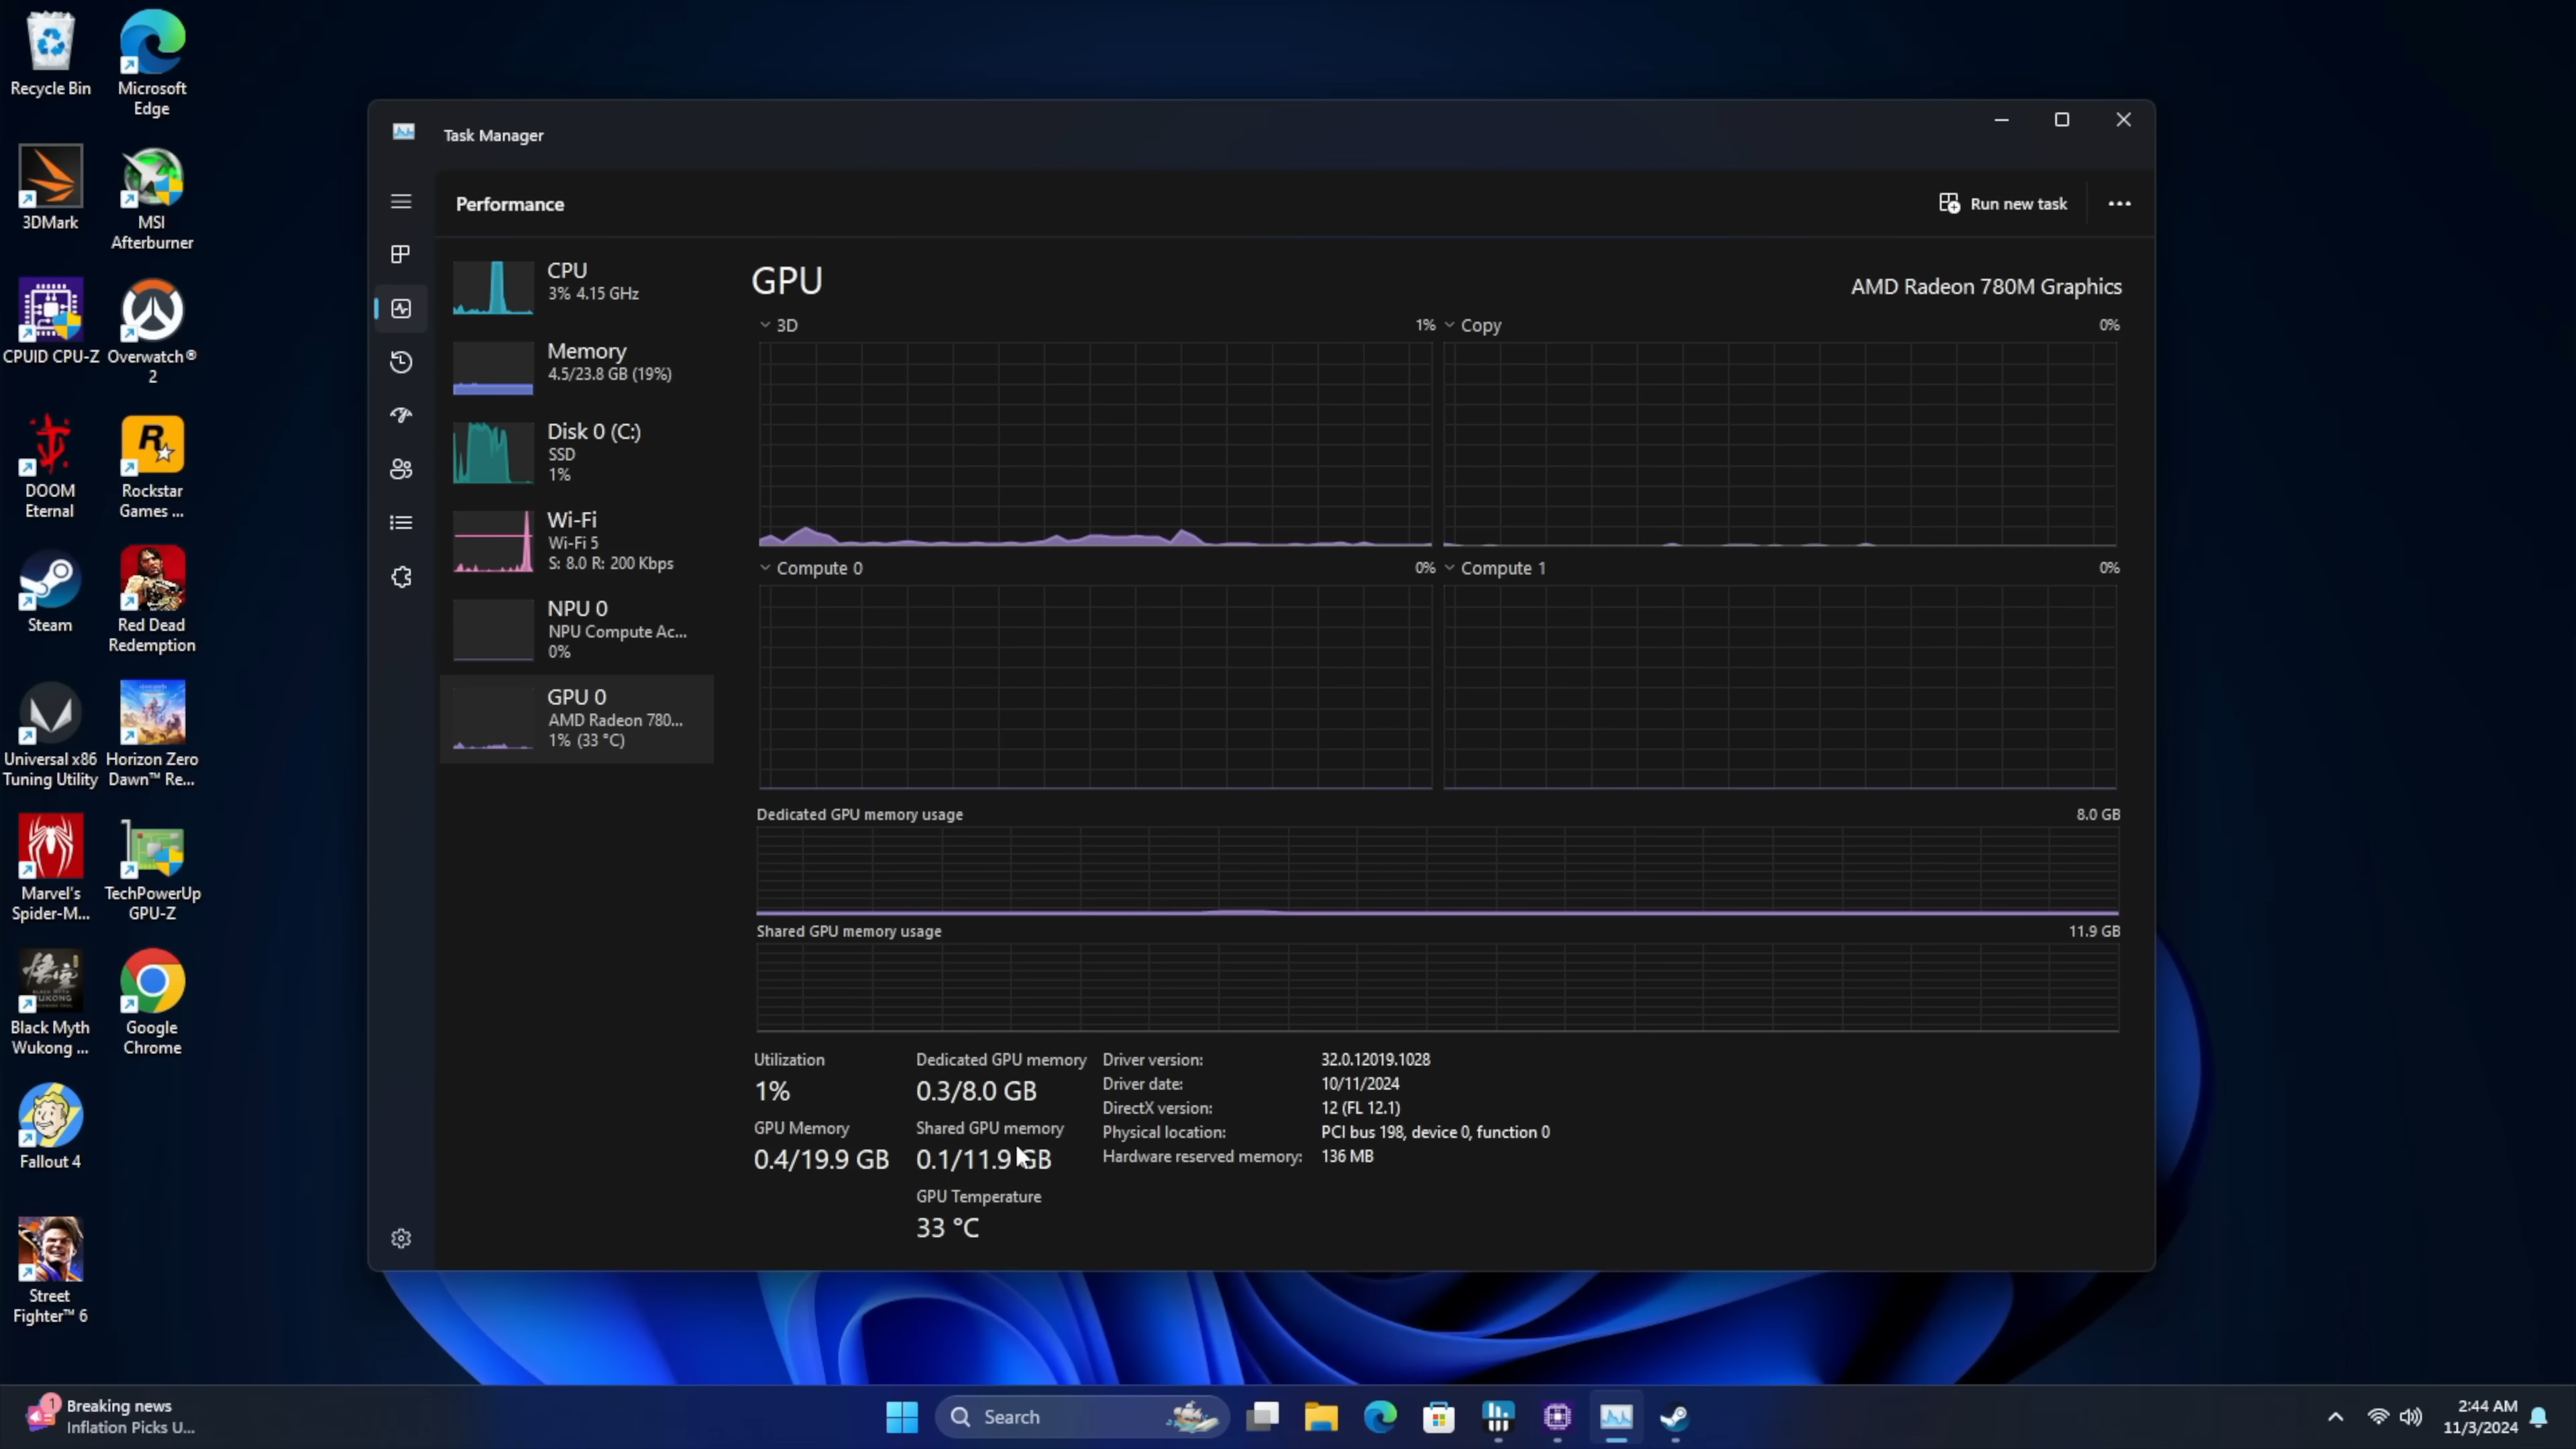 Recycle Bin
Microsoft
Edge
3DMark
MSI
Afterburner
CPUID CPU-Z
Overwatch®
2
DOOM
Eternal
Rockstar
Games ...
Steam
Red Dead
Redemption
Universal x86
Tuning Utility
Horizon Zero
Dawn™ Re...
Marvel's
Spider-M...
TechPowerUp
GPU-Z
Black Myth
Wukong ...
Google
Chrome
Fallout 4
Street
Fighter™ 6
Task Manager
Performance
Run new task
CPU
3% 4.15 GHz
Memory
4.5/23.8 GB (19%)
Disk 0 (C:)
SSD
1%
Wi-Fi
Wi-Fi 5
S: 8.0 R: 200 Kbps
NPU 0
NPU Compute Ac...
0%
GPU 0
AMD Radeon 780...
1% (33 °C)
GPU
AMD Radeon 780M Graphics
3D 1%
Copy 0%
Compute 0 0%
Compute 1 0%
Dedicated GPU memory usage 8.0 GB
Shared GPU memory usage 11.9 GB
Utilization
1%
Dedicated GPU memory
0.3/8.0 GB
GPU Memory
0.4/19.9 GB
Shared GPU memory
0.1/11.9 GB
GPU Temperature
33 °C
Driver version: 32.0.12019.1028
Driver date: 10/11/2024
DirectX version: 12 (FL 12.1)
Physical location: PCI bus 198, device 0, function 0
Hardware reserved memory: 136 MB
1
Breaking news
Inflation Picks U...
Search
2:44 AM
11/3/2024